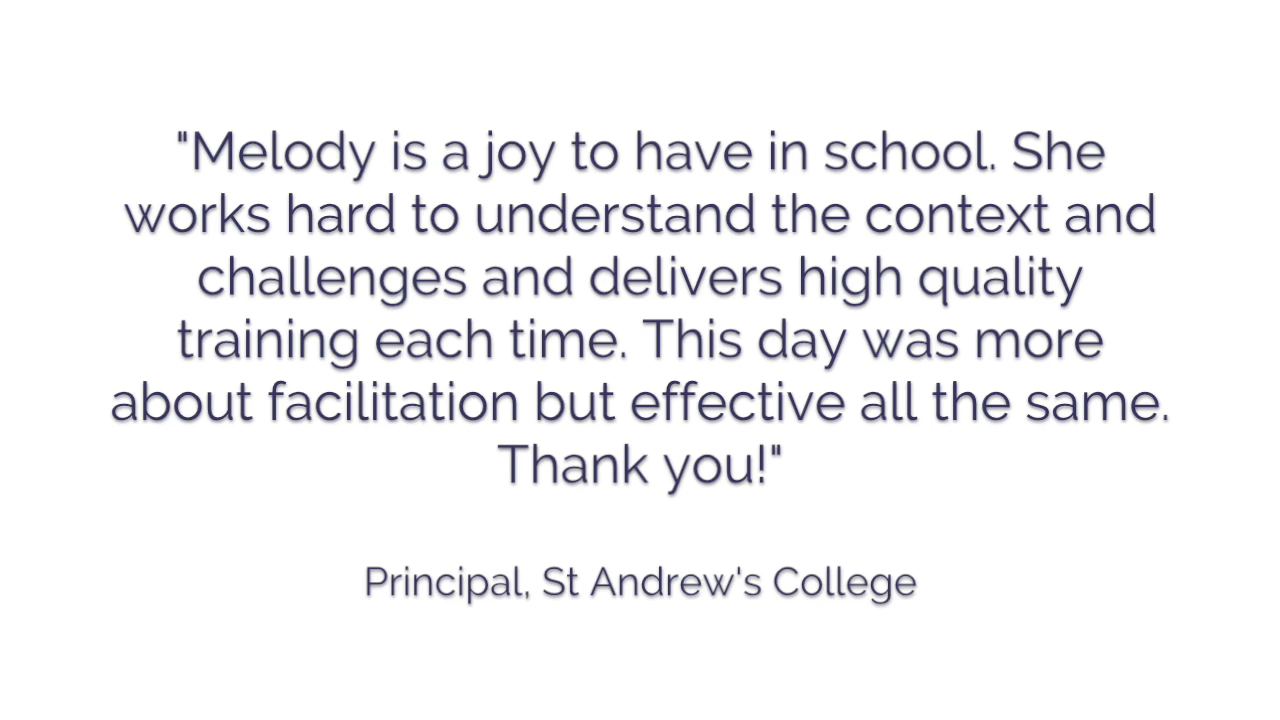 "Melody is a joy to have in school. She
works hard to understand the context and
challenges and delivers high quality
training each time. This day was more
about facilitation but effective all the same.
Thank you!"
Principal, St Andrew's College